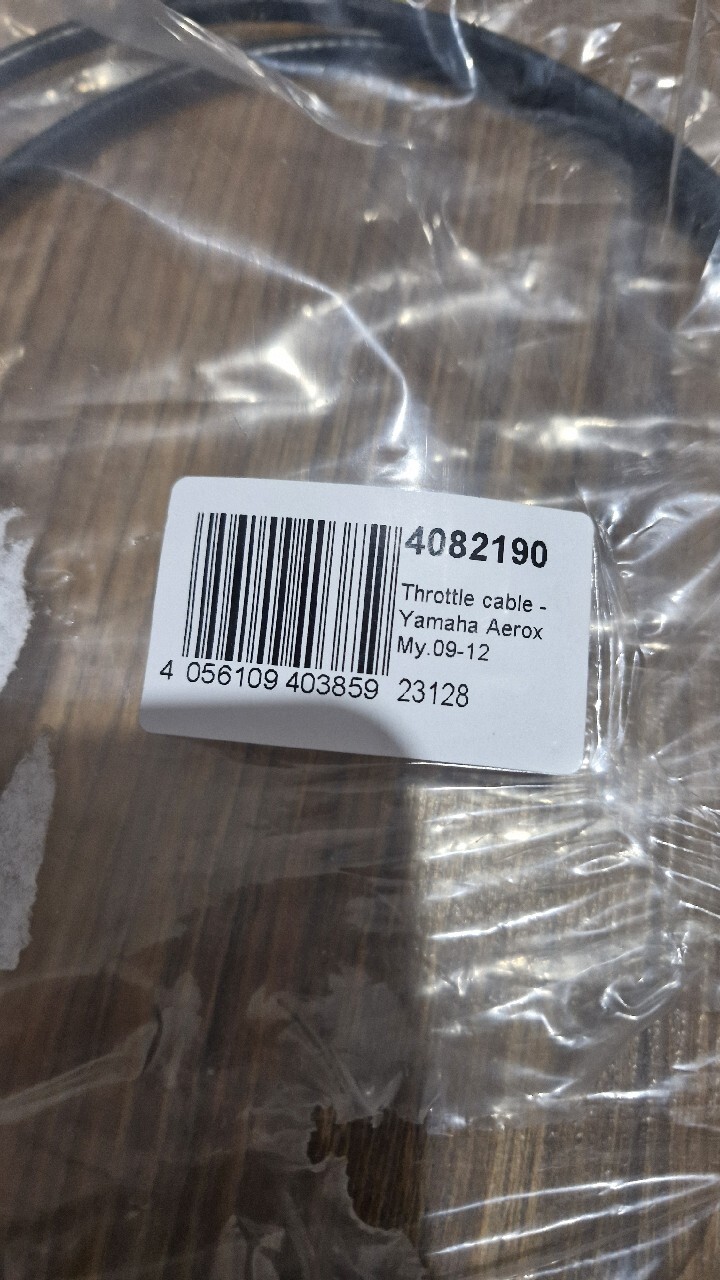 4082190
Throttle cable -
Yamaha Aerox
My.09-12
4 056109 403859 23128